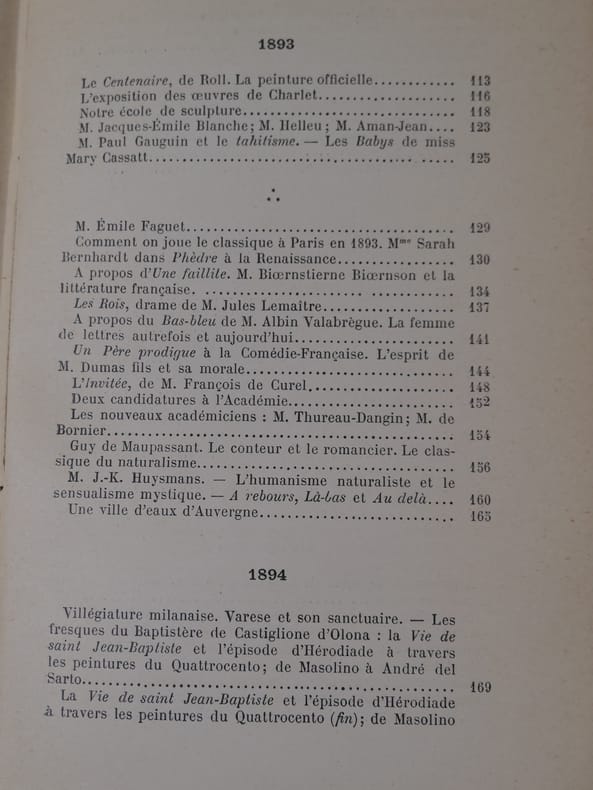 1893
Le Centenaire, de Roll. La peinture officielle............ 113
L'exposition des œuvres de Charlet.................... 116
Notre école de sculpture............................... 118
M. Jacques-Émile Blanche; M. Helleu; M. Aman-Jean.... 123
M. Paul Gauguin et le tahitisme. — Les Babys de miss
Mary Cassatt............................................. 125
⁂
M. Émile Faguet........................................ 129
Comment on joue le classique à Paris en 1893. Mme Sarah
Bernhardt dans Phèdre à la Renaissance................. 130
A propos d'Une faillite. M. Biœrnstierne Biœrnson et la
littérature française. ..................................... 134
Les Rois, drame de M. Jules Lemaître.................... 137
A propos du Bas-bleu de M. Albin Valabrègue. La femme
de lettres autrefois et aujourd'hui........................ 141
Un Père prodigue à la Comédie-Française. L'esprit de
M. Dumas fils et sa morale............................... 144
L'Invitée, de M. François de Curel...................... 148
Deux candidatures à l'Académie......................... 152
Les nouveaux académiciens : M. Thureau-Dangin; M. de
Bornier.................................................... 154
Guy de Maupassant. Le conteur et le romancier. Le clas-
sique du naturalisme...................................... 156
M. J.-K. Huysmans. — L'humanisme naturaliste et le
sensualisme mystique. — A rebours, Là-bas et Au delà.... 160
Une ville d'eaux d'Auvergne............................. 165
1894
Villégiature milanaise. Varese et son sanctuaire. — Les
fresques du Baptistère de Castiglione d'Olona : la Vie de
saint Jean-Baptiste et l'épisode d'Hérodiade à travers
les peintures du Quattrocento; de Masolino à André del
Sarto...................................................... 169
La Vie de saint Jean-Baptiste et l'épisode d'Hérodiade
à travers les peintures du Quattrocento (fin); de Masolino